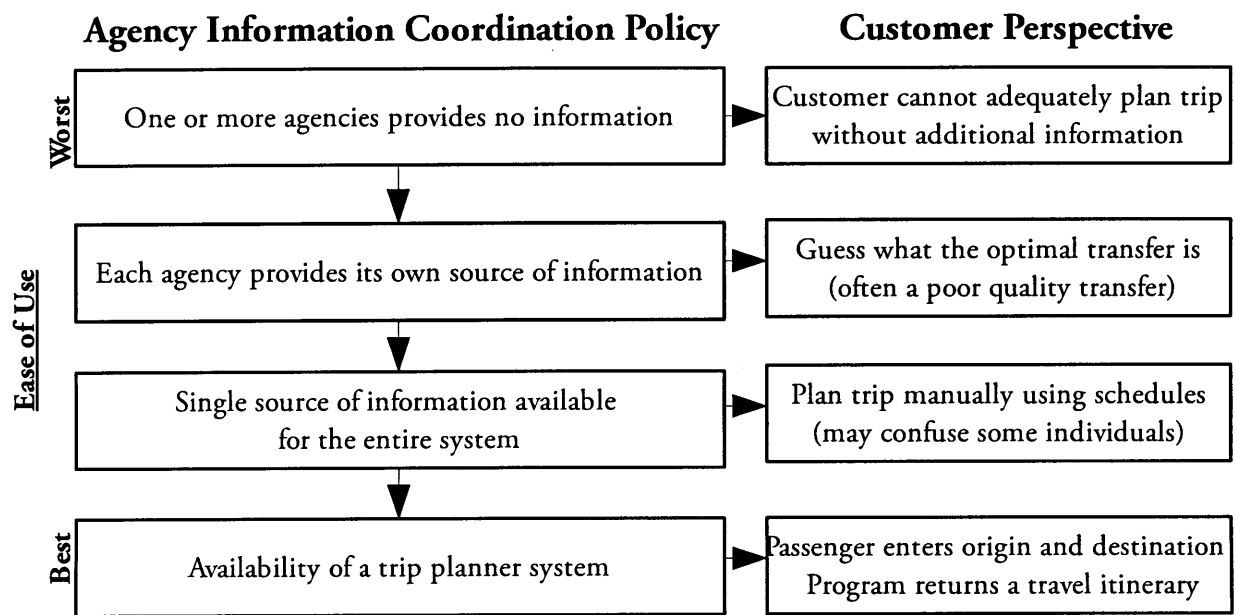 Agency Information Coordination Policy
Customer Perspective
Ease of Use
Worst
One or more agencies provides no information
Customer cannot adequately plan trip
without additional information
Each agency provides its own source of information
Guess what the optimal transfer is
(often a poor quality transfer)
Single source of information available
for the entire system
Plan trip manually using schedules
(may confuse some individuals)
Best
Availability of a trip planner system
Passenger enters origin and destination
Program returns a travel itinerary